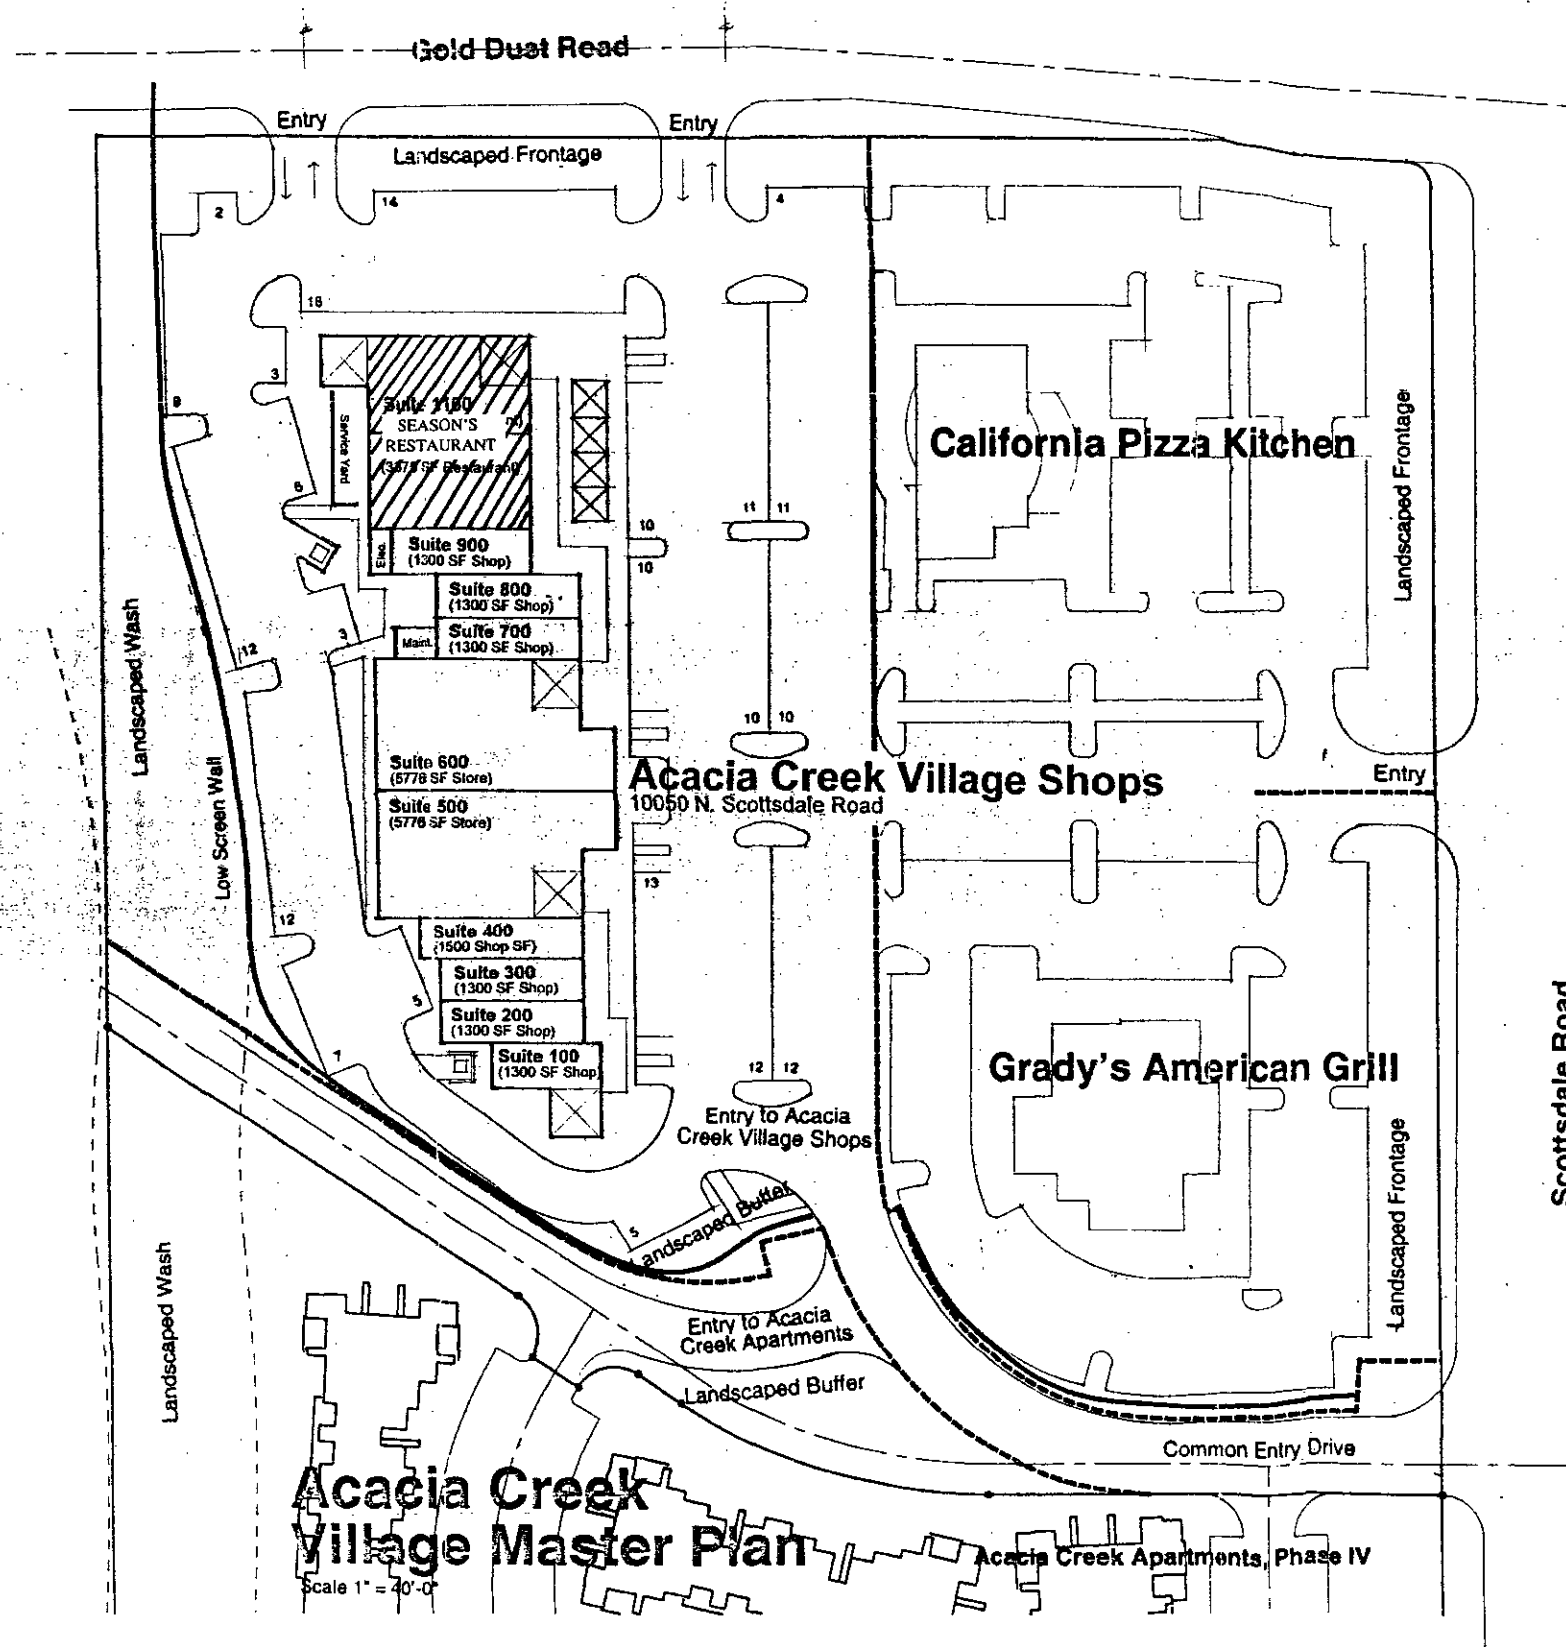 Gold Dust Road
Entry
Entry
Landscaped Frontage
2
14
4
18
3
9
Suite 1100
SEASON'S
RESTAURANT
Service Yard
6
11 11
10
10
Elec.
Suite 900
(1300 SF Shop)
Suite 800
(1300 SF Shop)
Suite 700
(1300 SF Shop)
Maint.
3
12
California Pizza Kitchen
Landscaped Frontage
Landscaped Wash
Low Screen Wall
10 10
Suite 600
(5778 SF Store)
Suite 500
(5778 SF Store)
Acacia Creek Village Shops
10050 N. Scottsdale Road
Entry
13
12
Suite 400
(1500 Shop SF)
Suite 300
(1300 SF Shop)
5
Suite 200
(1300 SF Shop)
Suite 100
(1300 SF Shop)
12 12
Entry to Acacia
Creek Village Shops
Grady's American Grill
Scottsdale Road
Landscaped Frontage
5
Landscaped Buffer
Landscaped Wash
Entry to Acacia
Creek Apartments
Landscaped Buffer
Common Entry Drive
Acacia Creek
Village Master Plan
Scale 1" = 40'-0"
Acacia Creek Apartments, Phase IV